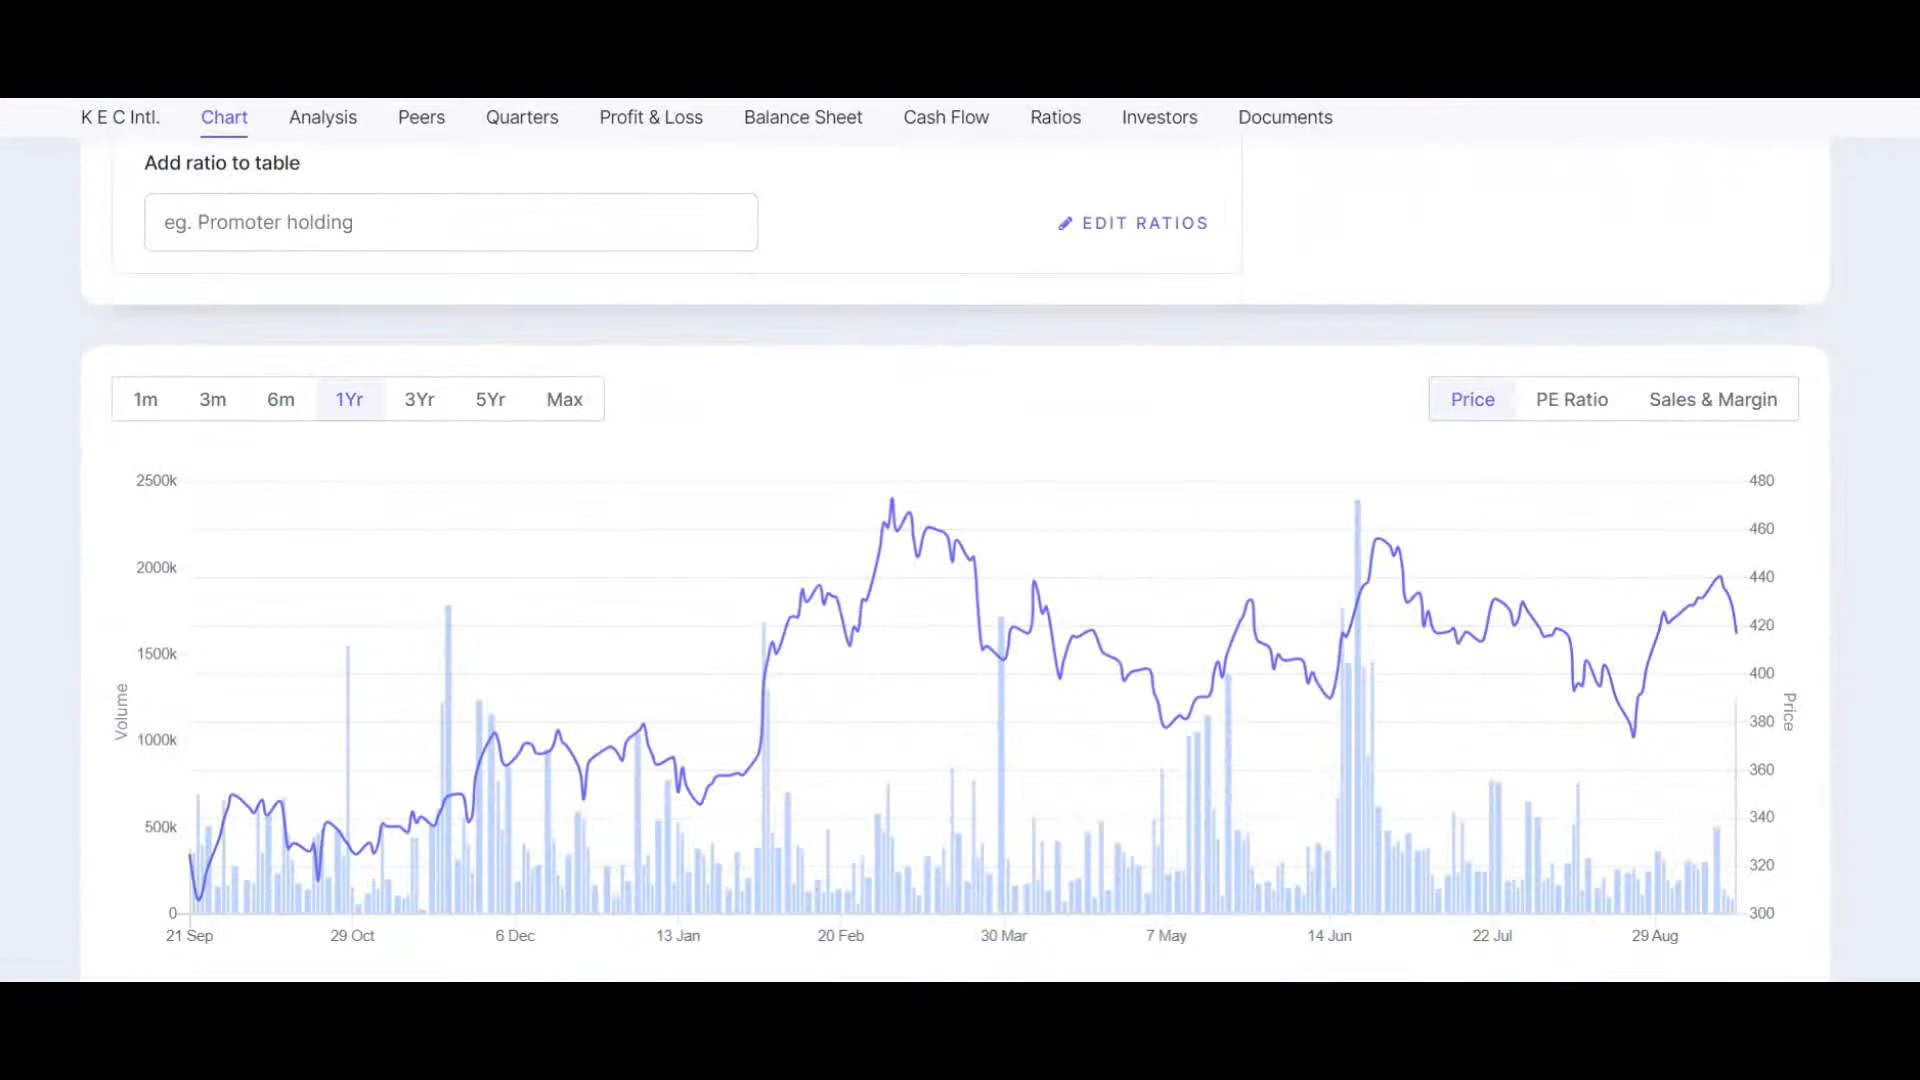 K E C Intl. Chart Analysis Peers Quarters Profit & Loss Balance Sheet Cash Flow Ratios Investors Documents
Add ratio to table
eg. Promoter holding
EDIT RATIOS
1m 3m 6m 1Yr 3Yr 5Yr Max
Price PE Ratio Sales & Margin
2500k
2000k
1500k
1000k
500k
0
Volume
480
460
440
420
400
380
360
340
320
300
Price
21 Sep 29 Oct 6 Dec 13 Jan 20 Feb 30 Mar 7 May 14 Jun 22 Jul 29 Aug